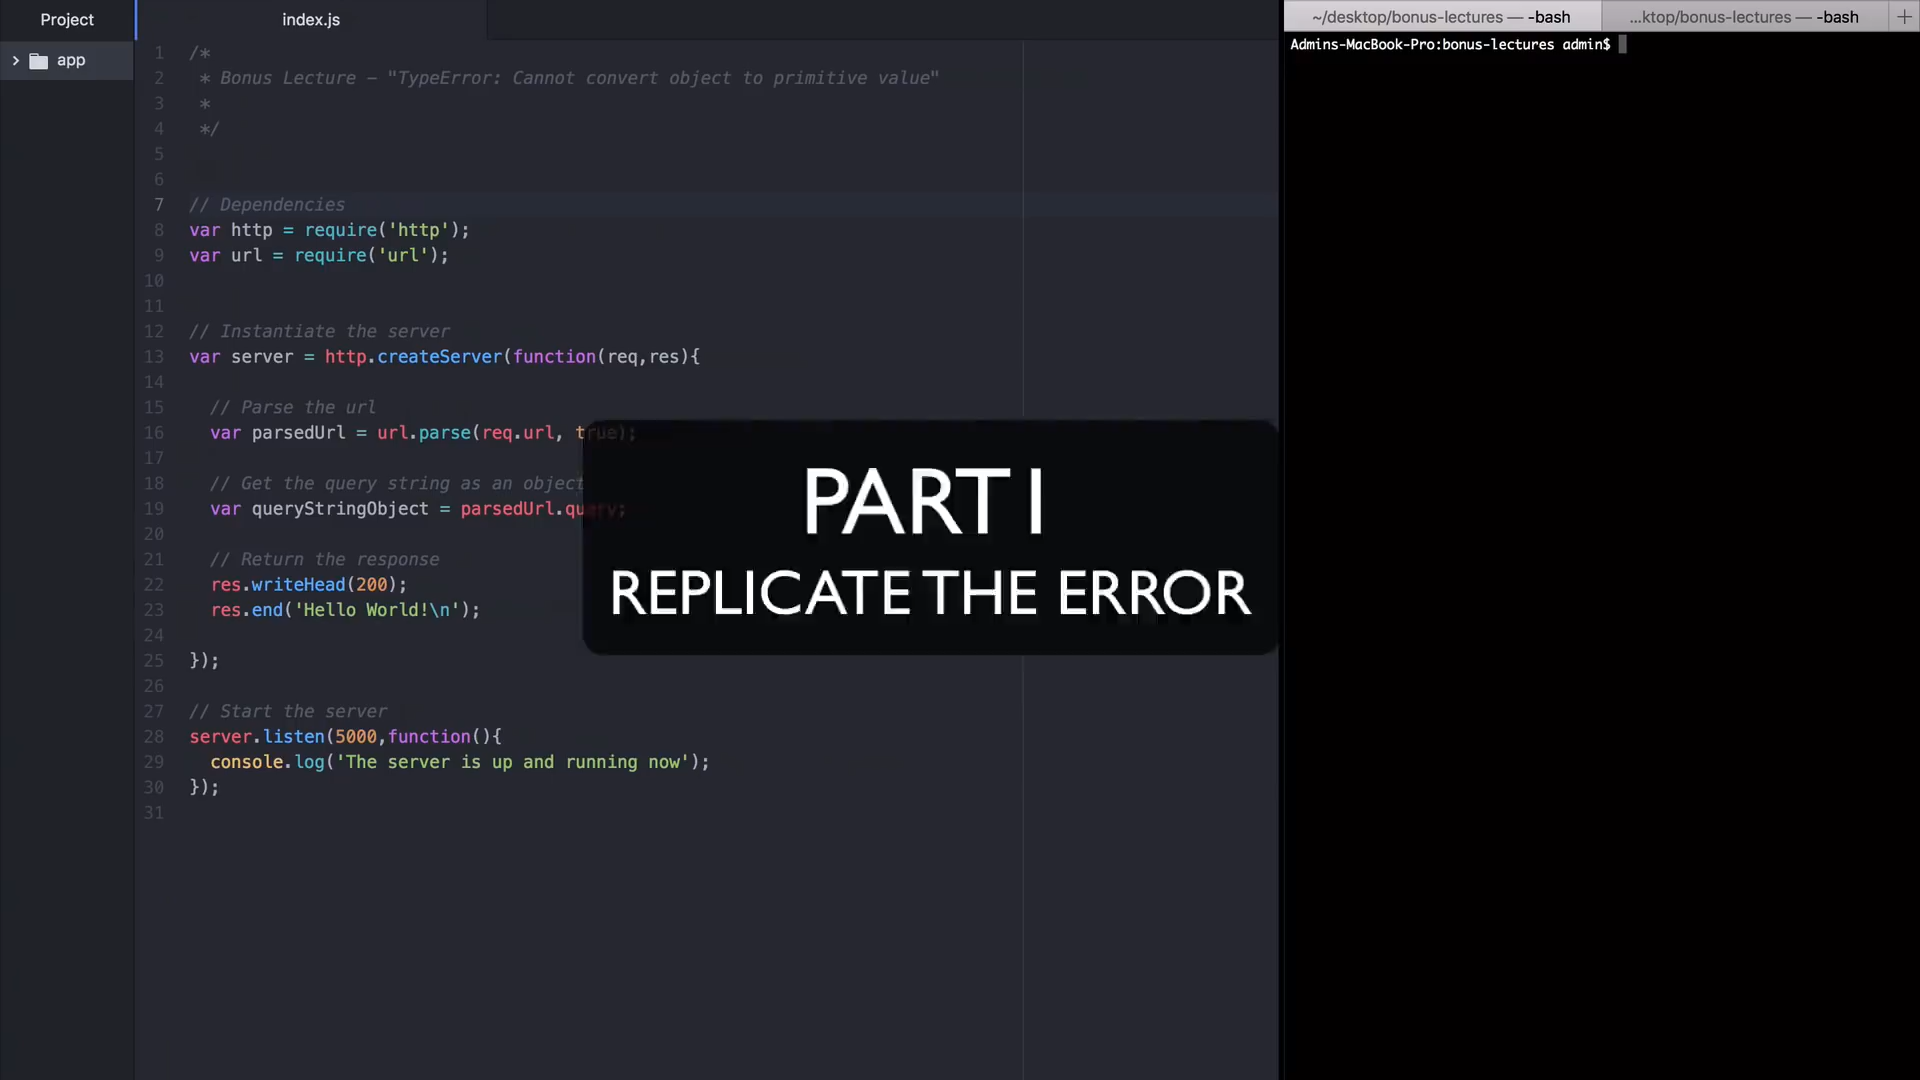 Project
app
index.js
1 /*
2 * Bonus Lecture - "TypeError: Cannot convert object to primitive value"
3 *
4 */
5
6
7 // Dependencies
8 var http = require('http');
9 var url = require('url');
10
11
12 // Instantiate the server
13 var server = http.createServer(function(req,res){
14
15 // Parse the url
16 var parsedUrl = url.parse(req.url, true);
17
18 // Get the query string as an object
19 var queryStringObject = parsedUrl.query;
20
21 // Return the response
22 res.writeHead(200);
23 res.end('Hello World!\n');
24
25 });
26
27 // Start the server
28 server.listen(5000,function(){
29 console.log('The server is up and running now');
30 });
31
PART I
REPLICATE THE ERROR
~/desktop/bonus-lectures — -bash
...ktop/bonus-lectures — -bash
Admins-MacBook-Pro:bonus-lectures admin$